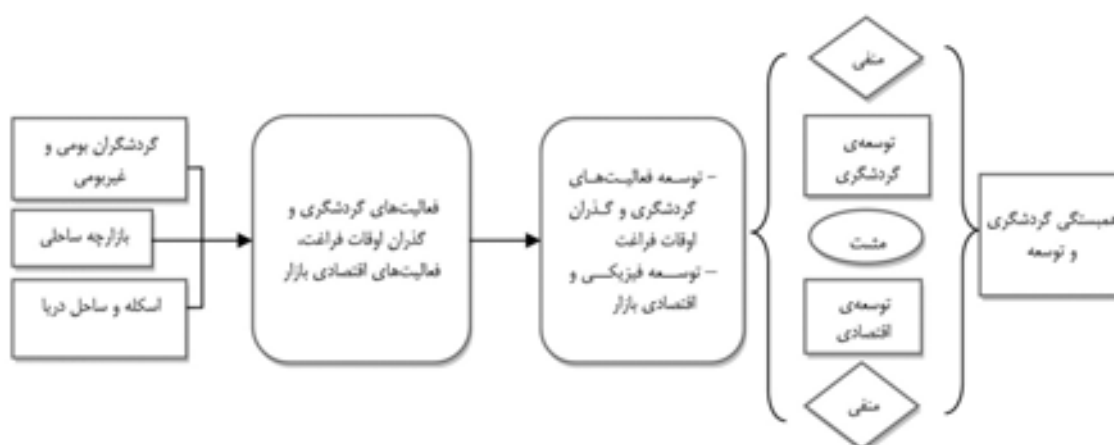 گردشگران بومی و
غیربومی
بازارچه ساحلی
اسکله و ساحل دریا
فعالیت‌های گردشگری و
گذران اوقات فراغت،
فعالیت‌های اقتصادی بازار
- توسعه فعالیت‌های
گردشگری و گذران
اوقات فراغت
- توسعه فیزیکی و
اقتصادی بازار
منفی
توسعه‌ی
گردشگری
مثبت
توسعه‌ی
اقتصادی
منفی
همبستگی گردشگری
و توسعه